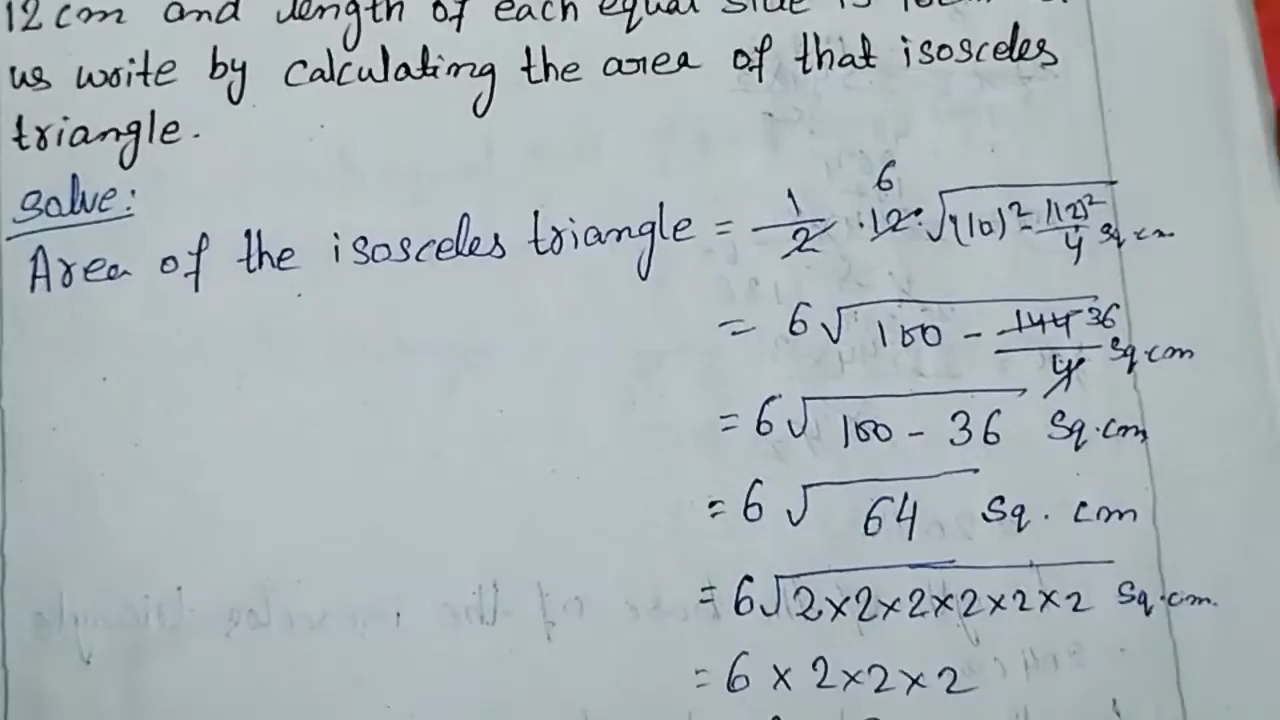 12 cm and length of each equal side is
us write by calculating the area of that isosceles
triangle.
Solve:
Area of the isosceles triangle = 1/2 · 12 · √(10)² - (12)²/4 sq cm
6
= 6√100 - 144/4 36 sq cm
= 6√100 - 36 Sq. cm
= 6√64 Sq. cm
= 6√2×2×2×2×2×2 Sq. cm.
= 6 × 2×2×2